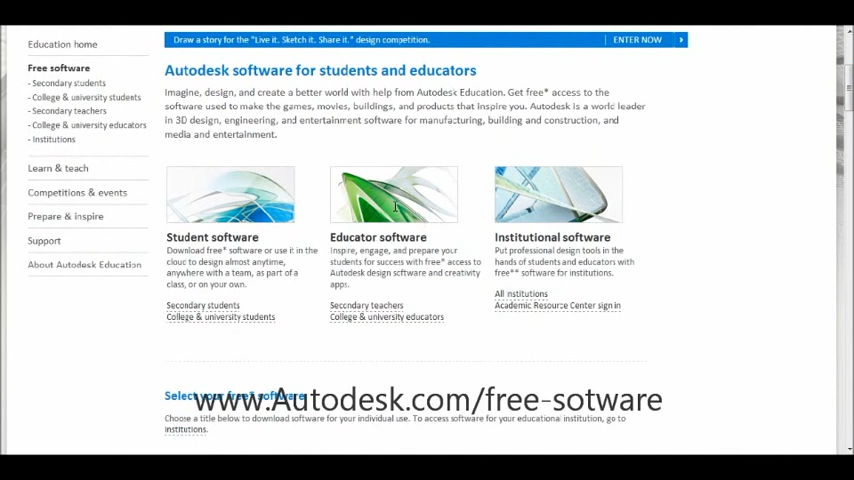 Education home
Free software
- Secondary students
- College & university students
- Secondary teachers
- College & university educators
- Institutions
Learn & teach
Competitions & events
Prepare & inspire
Support
About Autodesk Education
Draw a story for the "Live it. Sketch it. Share it." design competition.
ENTER NOW
Autodesk software for students and educators
Imagine, design, and create a better world with help from Autodesk Education. Get free* access to the
software used to make the games, movies, buildings, and products that inspire you. Autodesk is a world leader
in 3D design, engineering, and entertainment software for manufacturing, building and construction, and
media and entertainment.
Student software
Download free* software or use it in the
cloud to design almost anytime,
anywhere with a team, as part of a
class, or on your own.
Secondary students
College & university students
Educator software
Inspire, engage, and prepare your
students for success with free* access to
Autodesk design software and creativity
apps.
Secondary teachers
College & university educators
Institutional software
Put professional design tools in the
hands of students and educators with
free** software for institutions.
All institutions
Academic Resource Center sign in
Select your free* software
www.Autodesk.com/free-sotware
Choose a title below to download software for your individual use. To access software for your educational institution, go to
Institutions.